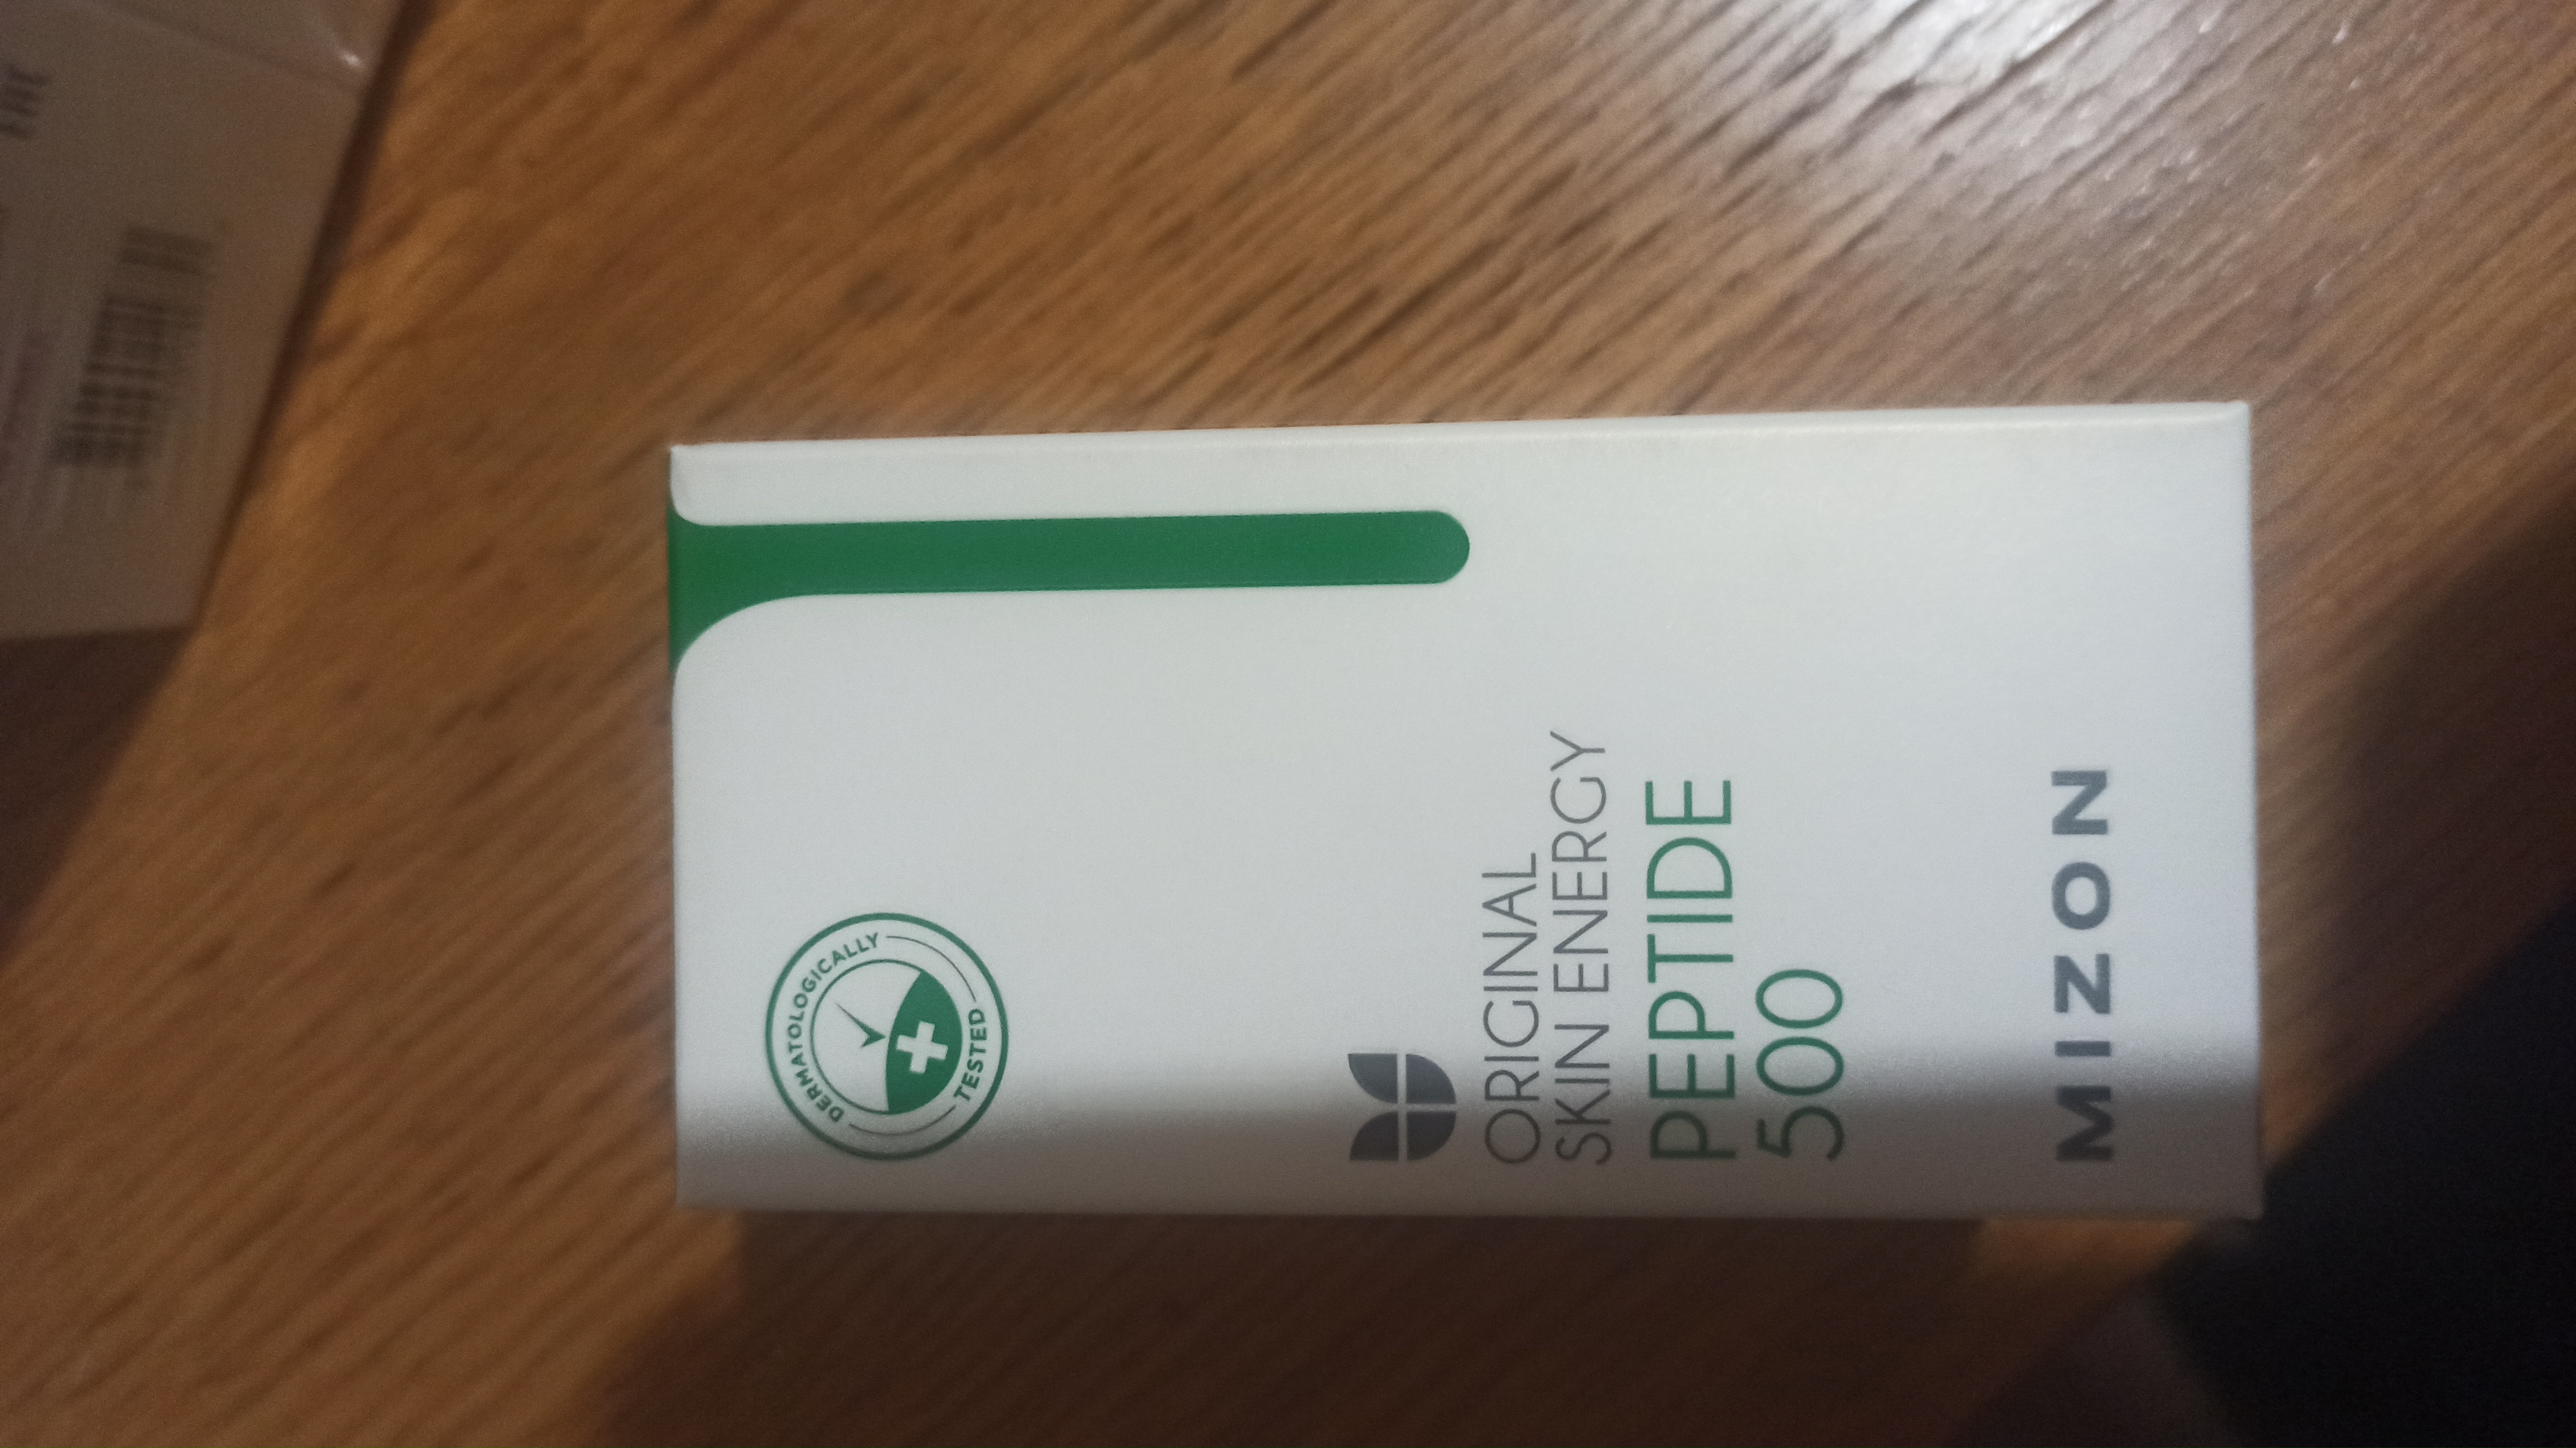 DERMATOLOGICALLY
TESTED
ORIGINAL
SKIN ENERGY
PEPTIDE
500
MIZON